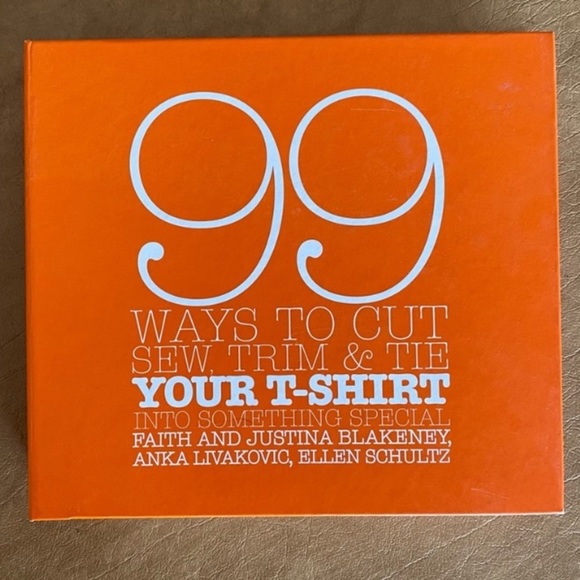 99
WAYS TO CUT
SEW, TRIM & TIE
YOUR T-SHIRT
INTO SOMETHING SPECIAL
FAITH AND JUSTINA BLAKENEY,
ANKA LIVAKOVIC, ELLEN SCHULTZ